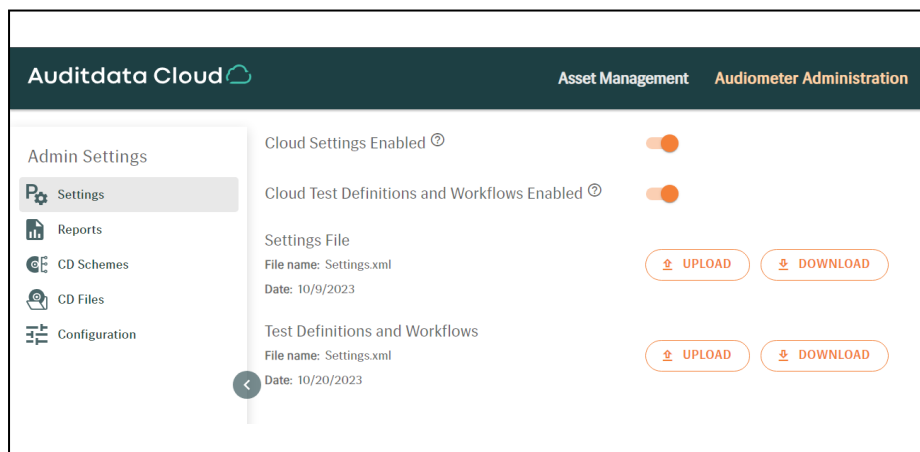 Auditdata Cloud
Asset Management
Audiometer Administration
Admin Settings
Settings
Reports
CD Schemes
CD Files
Configuration
Cloud Settings Enabled
Cloud Test Definitions and Workflows Enabled
Settings File
File name: Settings.xml
Date: 10/9/2023
UPLOAD
DOWNLOAD
Test Definitions and Workflows
File name: Settings.xml
Date: 10/20/2023
UPLOAD
DOWNLOAD